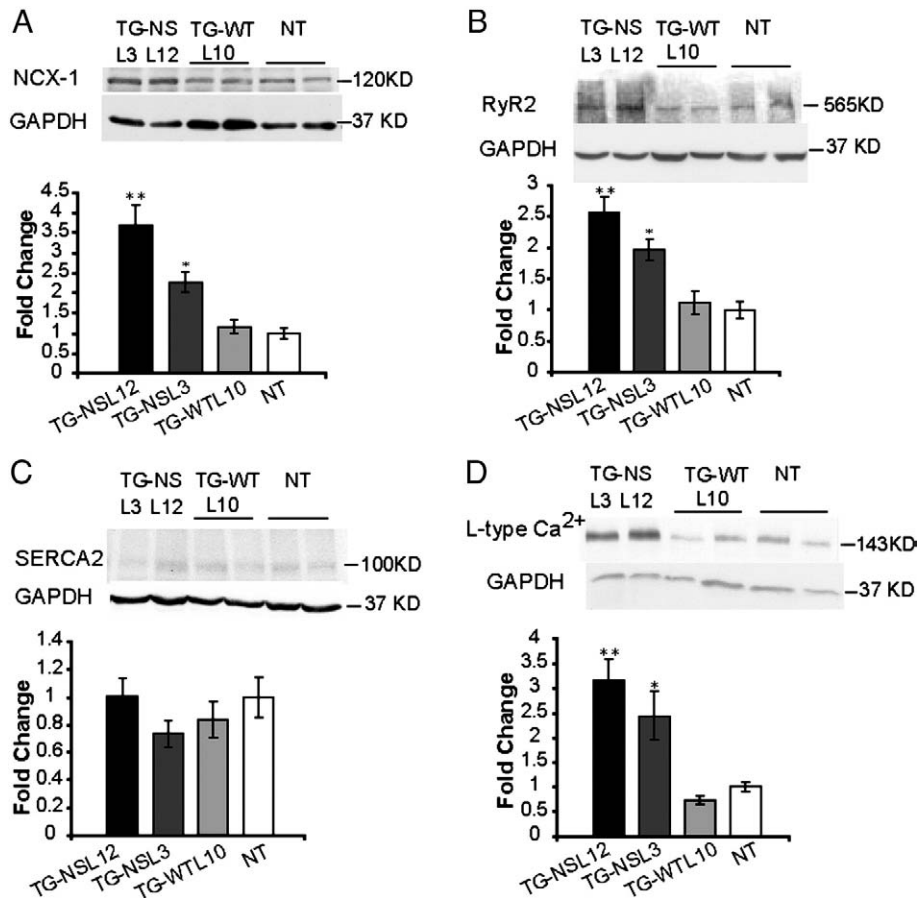 A
TG-NS TG-WT NT
L3 L12 L10
NCX-1 –120KD
GAPDH –37 KD
Fold Change
4.5
4
3.5
3
2.5
2
1.5
1
0.5
0
**
*
TG-NSL12 TG-NSL3 TG-WTL10 NT
B
TG-NS TG-WT NT
L3 L12 L10
RyR2 – 565KD
GAPDH –37 KD
Fold Change
3
2.5
2
1.5
1
0.5
0
**
*
TG-NSL12 TG-NSL3 TG-WTL10 NT
C
TG-NS TG-WT NT
L3 L12 L10
SERCA2 –100KD
GAPDH –37 KD
Fold Change
1.4
1.2
1
0.8
0.6
0.4
0.2
0
TG-NSL12 TG-NSL3 TG-WTL10 NT
D
TG-NS TG-WT NT
L3 L12 L10
L-type Ca2+ –143KD
GAPDH –37 KD
Fold Change
4
3.5
3
2.5
2
1.5
1
0.5
0
**
*
TG-NSL12 TG-NSL3 TG-WTL10 NT